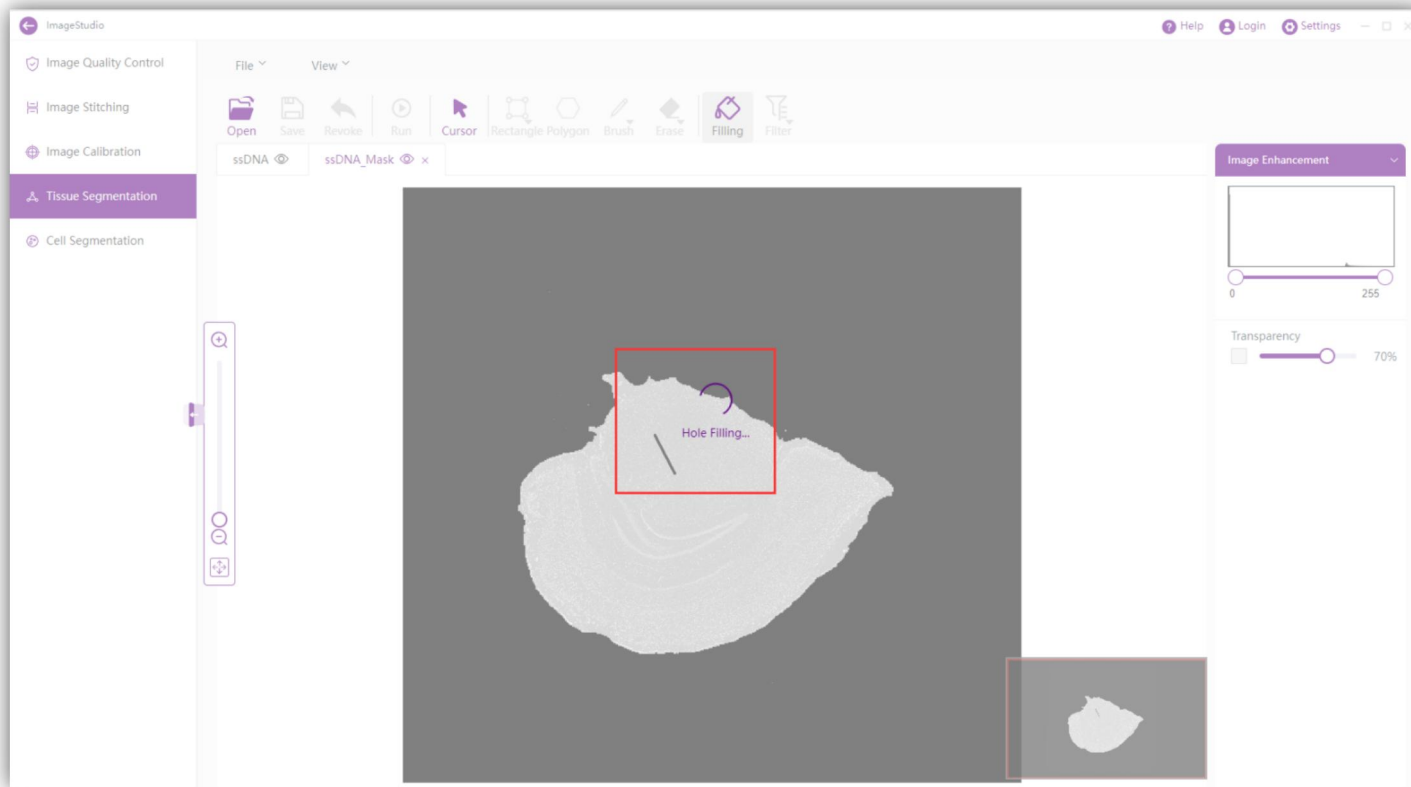 ImageStudio
Help Login Settings
Image Quality Control
Image Stitching
Image Calibration
Tissue Segmentation
Cell Segmentation
File View
Open Save Revoke Run Cursor Rectangle Polygon Brush Erase Filling Filter
ssDNA ssDNA_Mask ×
Hole Filling...
Image Enhancement
0 255
Transparency
70%